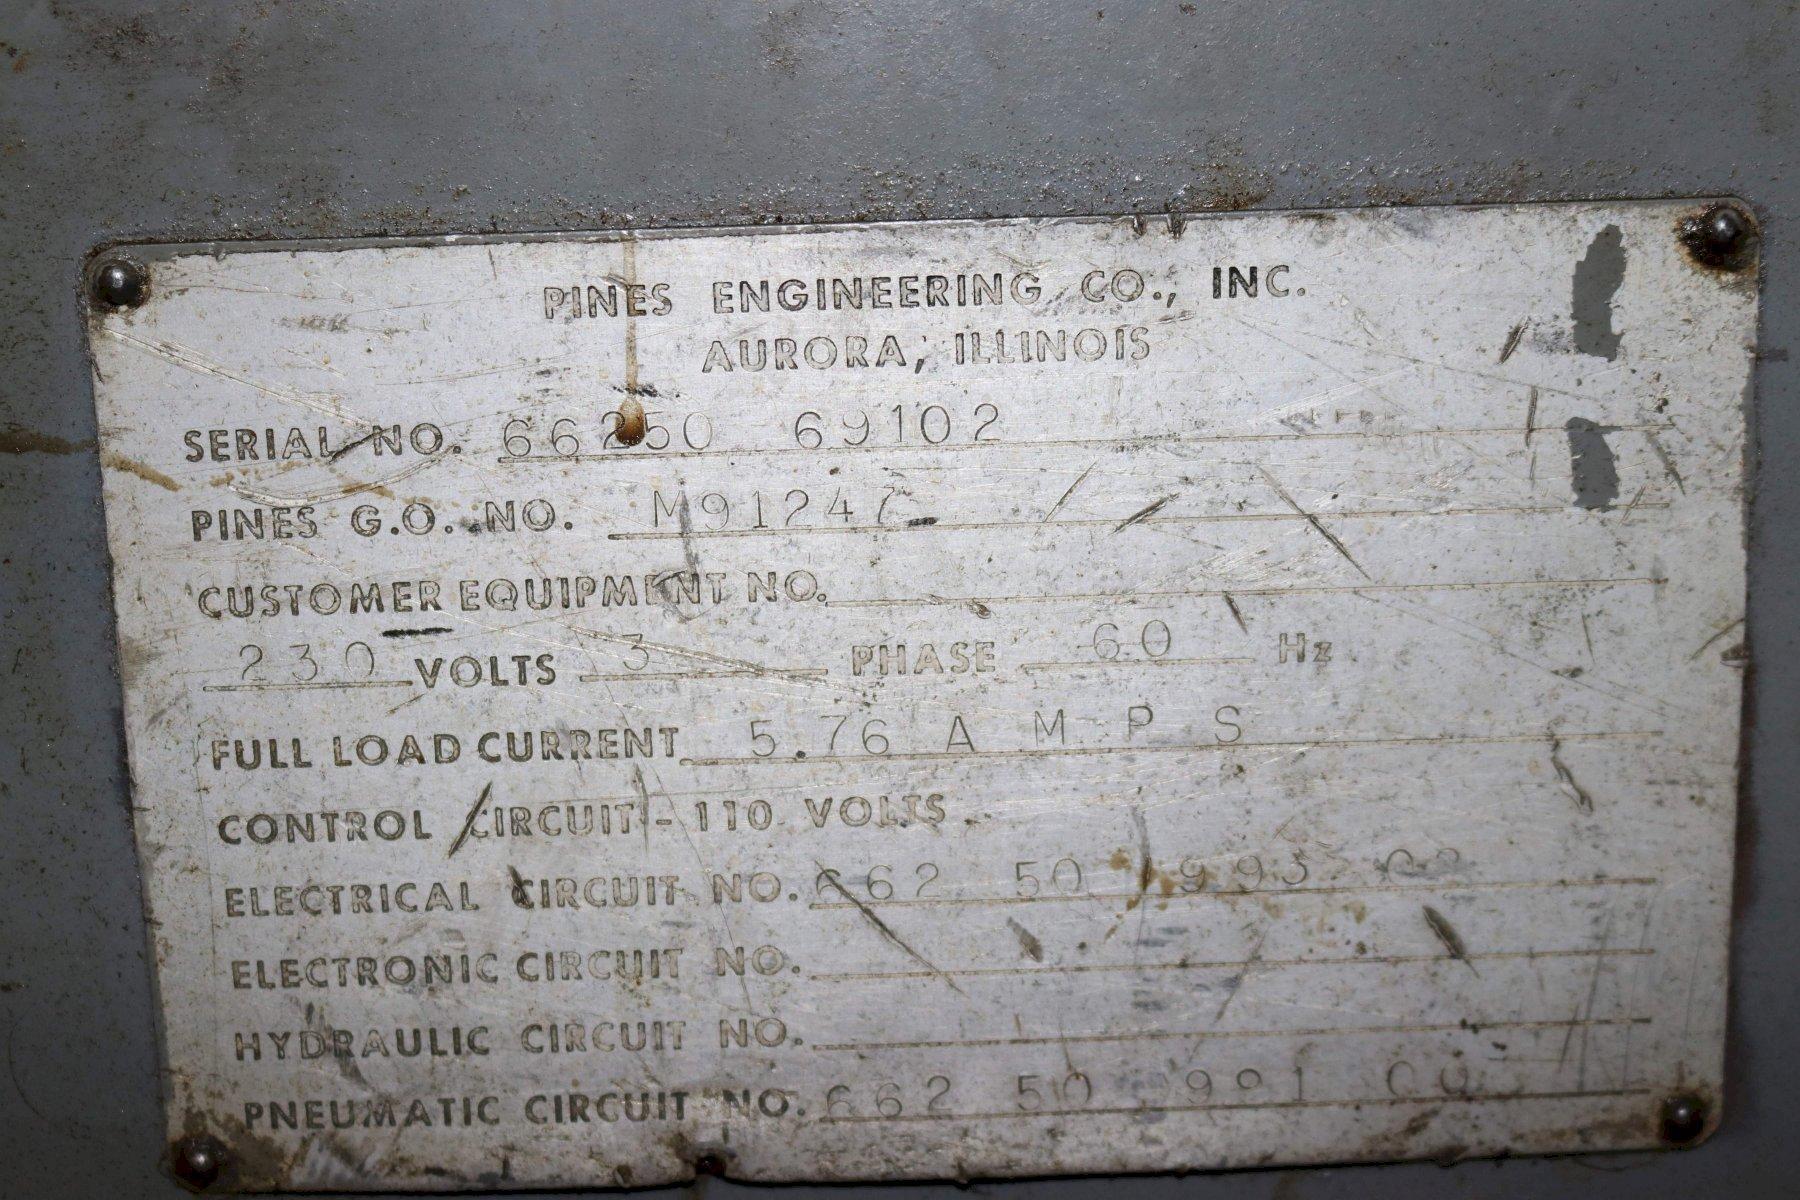 PINES ENGINEERING CO., INC.
AURORA, ILLINOIS
SERIAL NO. 66250 69102
PINES G.O. NO. M91247
CUSTOMER EQUIPMENT NO.
230 VOLTS 3 PHASE 60 Hz
FULL LOAD CURRENT 5.76 A M P S
CONTROL CIRCUIT - 110 VOLTS
ELECTRICAL CIRCUIT NO. 662 50
ELECTRONIC CIRCUIT NO.
HYDRAULIC CIRCUIT NO.
PNEUMATIC CIRCUIT NO. 662 50